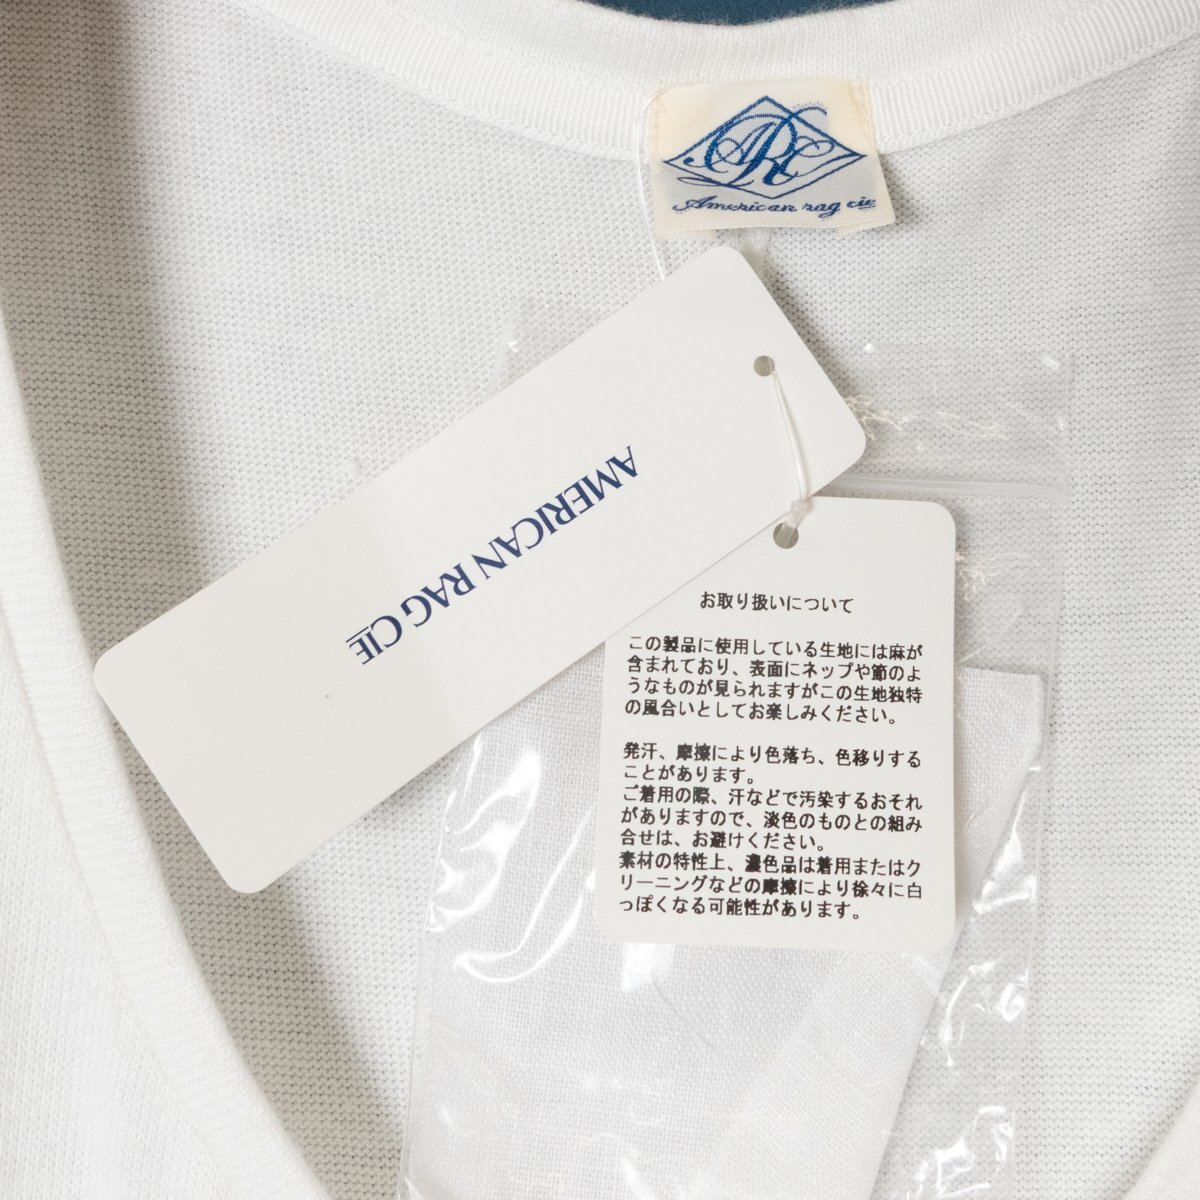 ARC
American rag cie
AMERICAN RAG CIE
お取り扱いについて
この製品に使用している生地には麻が
含まれており、表面にネップや節のよ
うなものが見られますがこの生地独特
の風合いとしてお楽しみください。
発汗、摩擦により色落ち、色移りする
ことがあります。
ご着用の際、汗などで汚染するおそれ
がありますので、淡色のものとの組み
合せは、お避けください。
素材の特性上、濃色品は着用またはク
リーニングなどの摩擦により徐々に白
っぽくなる可能性があります。